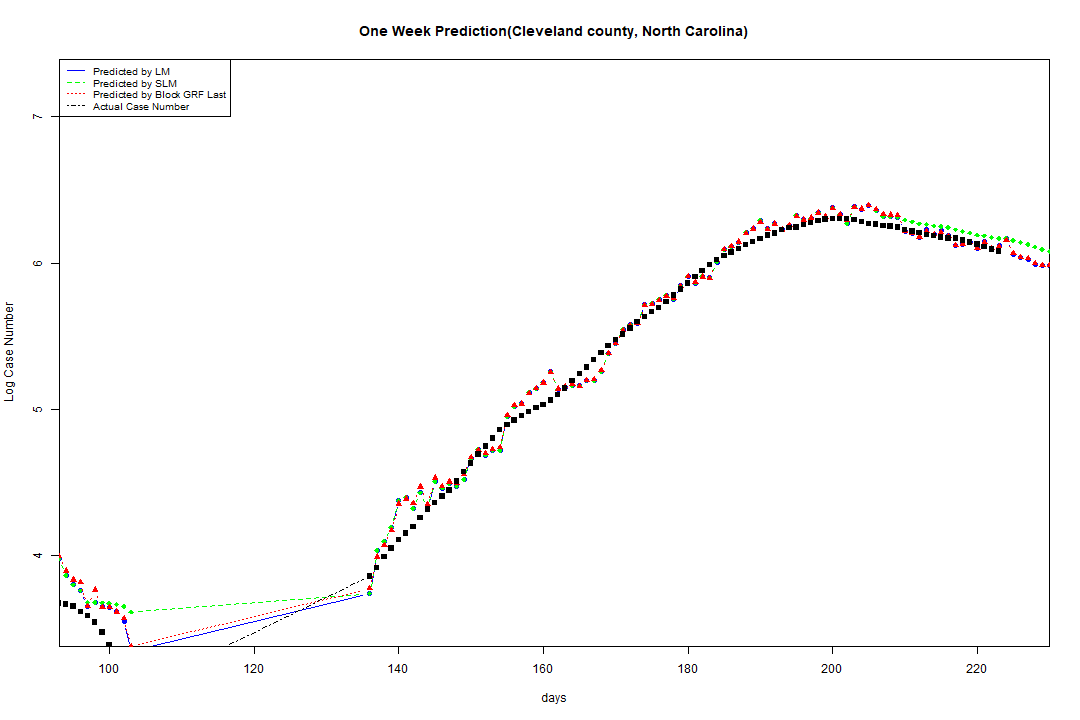 One Week Prediction(Cleveland county, North Carolina)
Predicted by LM
Predicted by SLM
Predicted by Block GRF Last
Actual Case Number
7
6
5
4
Log Case Number
100 120 140 160 180 200 220
days